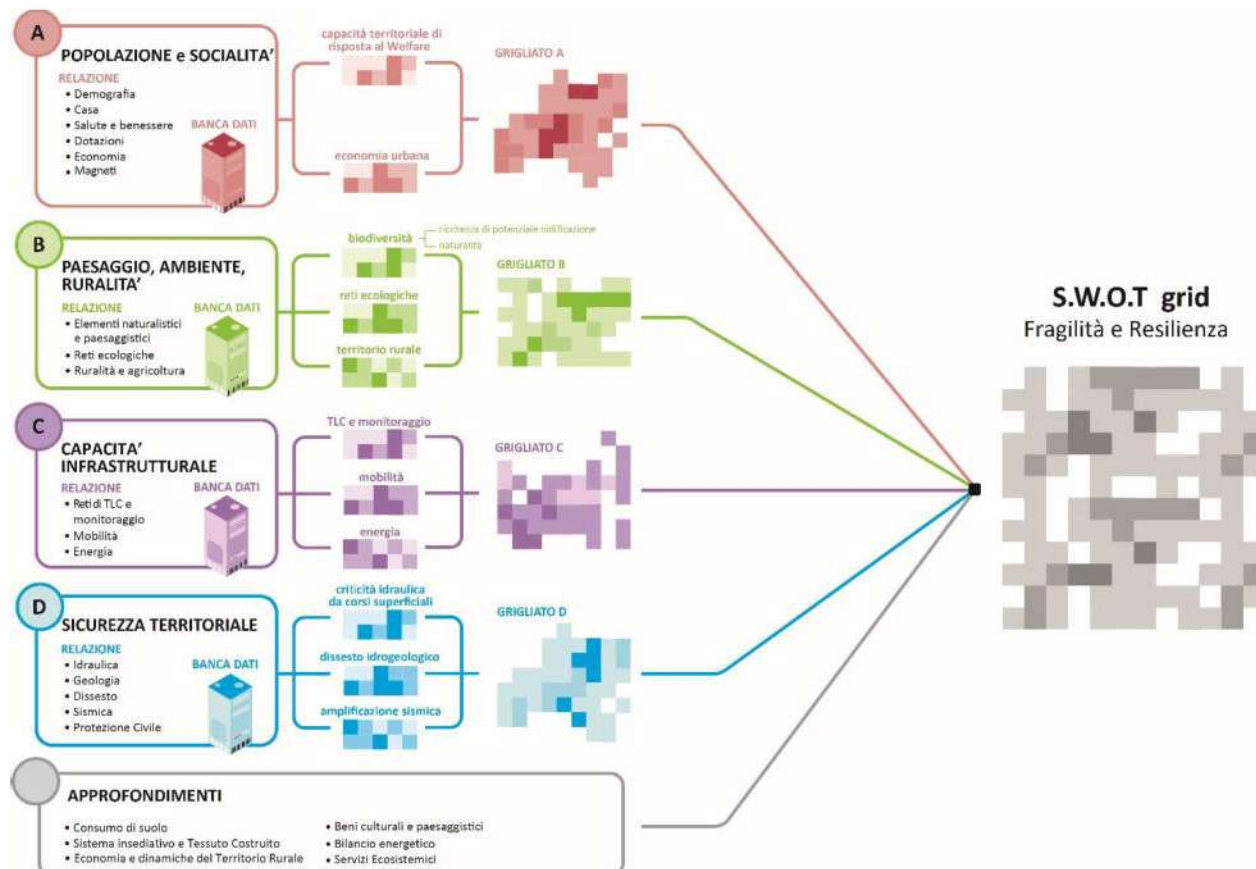 A
POPOLAZIONE e SOCIALITA'
RELAZIONE
• Demografia
• Casa
• Salute e benessere
• Dotazioni
• Economia
• Magneti
BANCA DATI
capacità territoriale di
risposta al Welfare
economia urbana
GRIGLIATO A
B
PAESAGGIO, AMBIENTE,
RURALITA'
RELAZIONE
• Elementi naturalistici
e paesaggistici
• Reti ecologiche
• Ruralità e agricoltura
BANCA DATI
biodiversità
ricchezza di potenziale nidificazione
naturalità
reti ecologiche
territorio rurale
GRIGLIATO B
C
CAPACITA'
INFRASTRUTTURALE
RELAZIONE
• Reti di TLC e
monitoraggio
• Mobilità
• Energia
BANCA DATI
TLC e monitoraggio
mobilità
energia
GRIGLIATO C
D
SICUREZZA TERRITORIALE
RELAZIONE
• Idraulica
• Geologia
• Dissesto
• Sismica
• Protezione Civile
BANCA DATI
criticità idraulica
da corsi superficiali
dissesto idrogeologico
amplificazione sismica
GRIGLIATO D
APPROFONDIMENTI
• Consumo di suolo
• Sistema insediativo e Tessuto Costruito
• Economia e dinamiche del Territorio Rurale
• Beni culturali e paesaggistici
• Bilancio energetico
• Servizi Ecosistemici
S.W.O.T grid
Fragilità e Resilienza